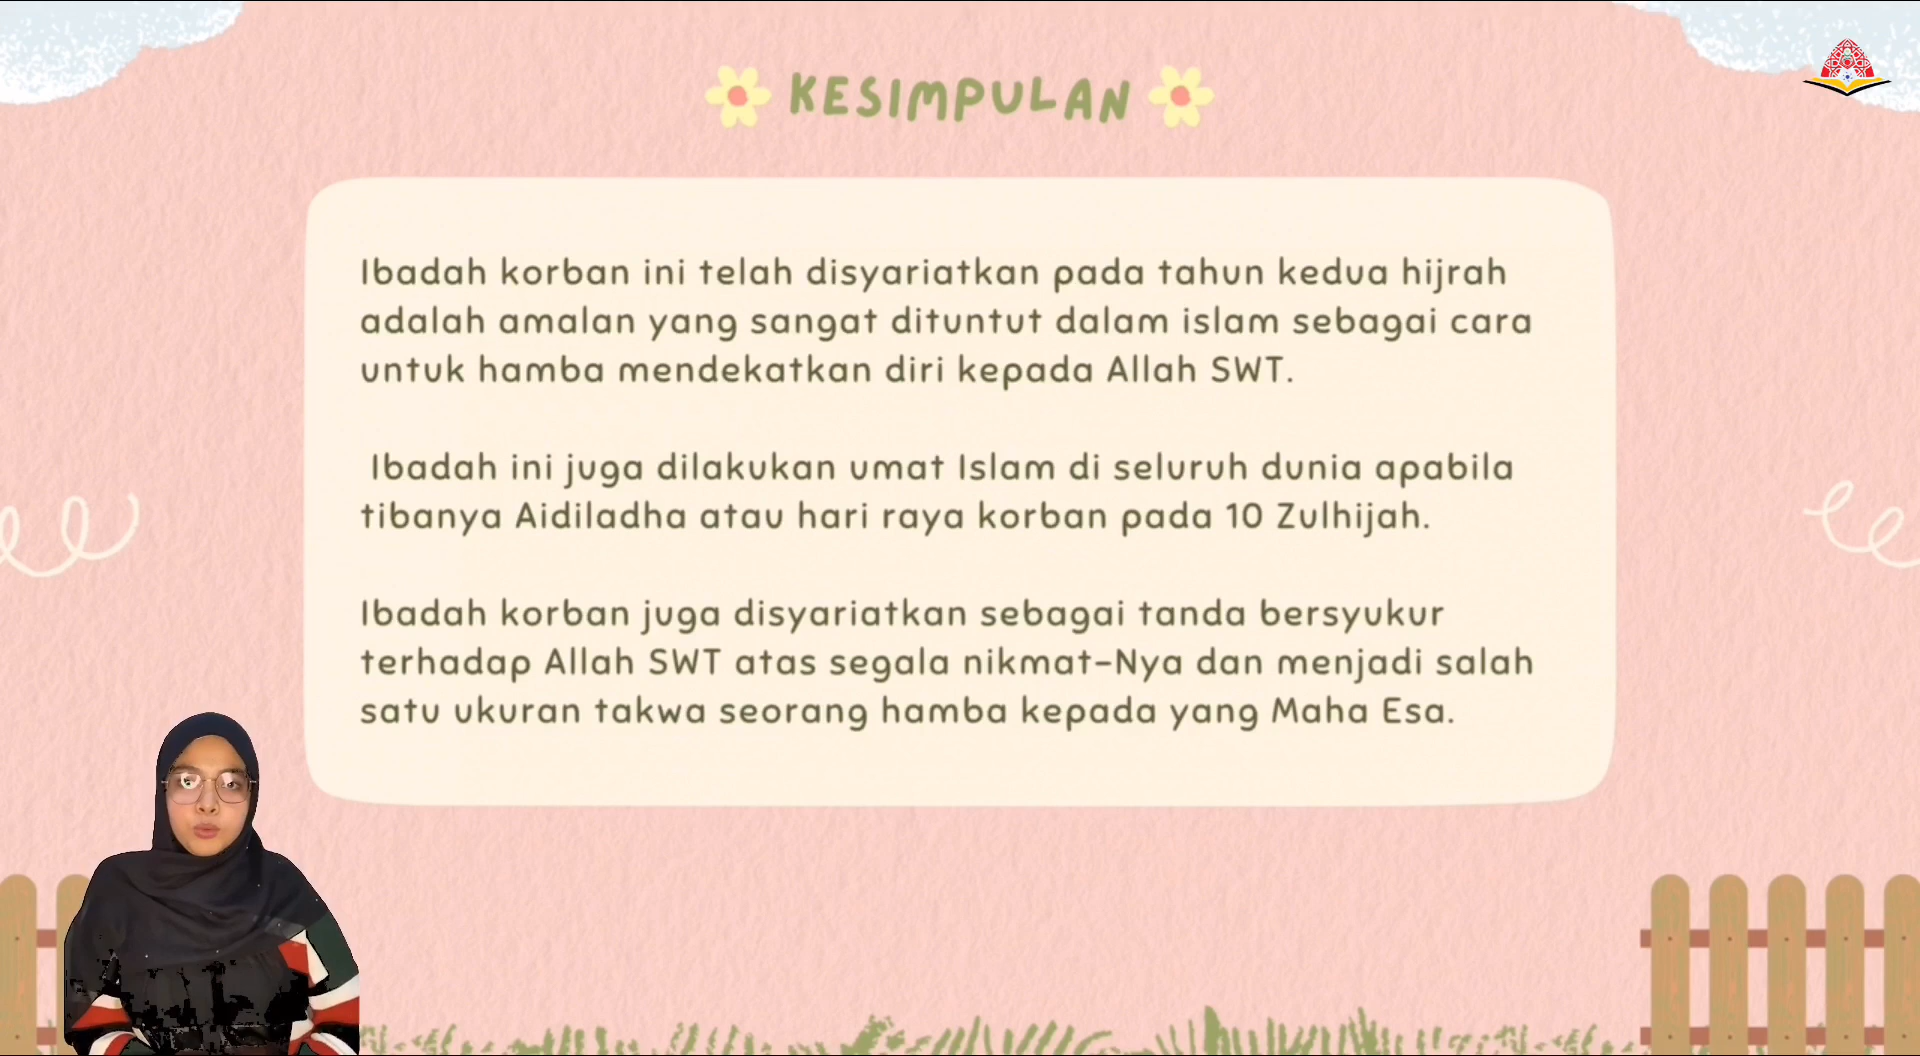 KESIMPULAN
Ibadah korban ini telah disyariatkan pada tahun kedua hijrah
adalah amalan yang sangat dituntut dalam islam sebagai cara
untuk hamba mendekatkan diri kepada Allah SWT.
Ibadah ini juga dilakukan umat Islam di seluruh dunia apabila
tibanya Aidiladha atau hari raya korban pada 10 Zulhijah.
Ibadah korban juga disyariatkan sebagai tanda bersyukur
terhadap Allah SWT atas segala nikmat-Nya dan menjadi salah
satu ukuran takwa seorang hamba kepada yang Maha Esa.